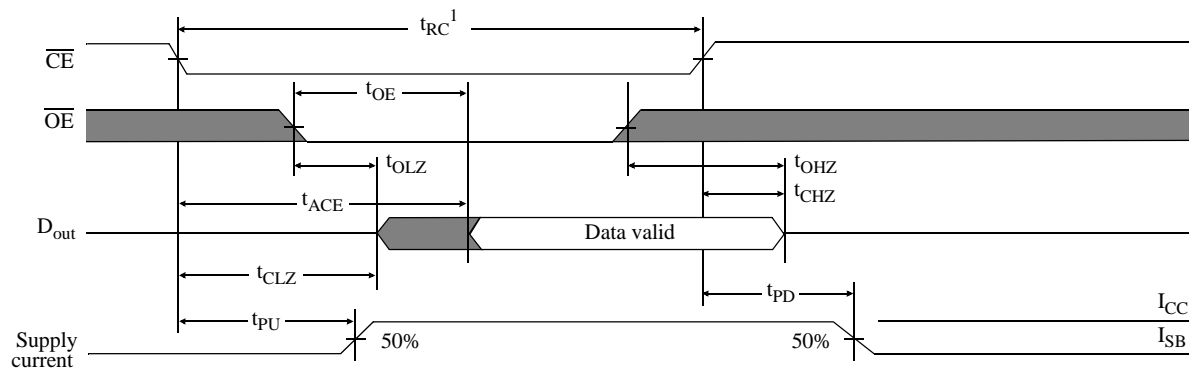 tRC1
CE
tOE
OE
tOLZ
tOHZ
tACE
tCHZ
Dout
Data valid
tCLZ
tPD
ICC
tPU
50%
50%
ISB
Supply
current